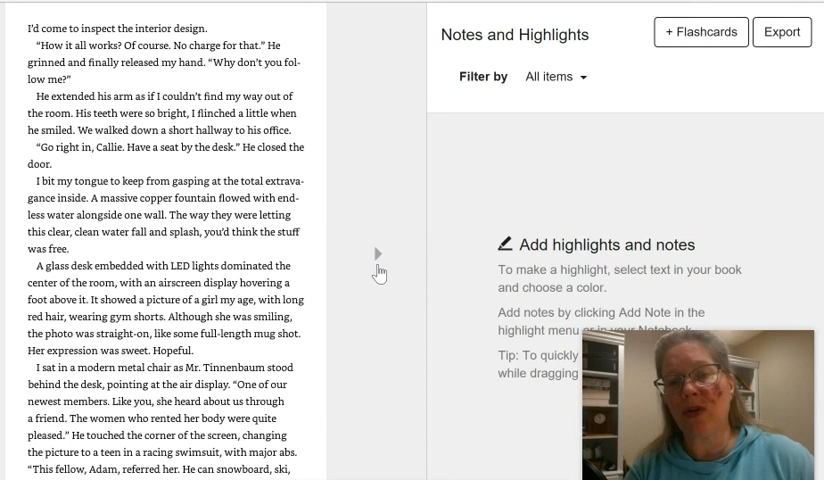 I'd come to inspect the interior design.
“How it all works? Of course. No charge for that.” He
grinned and finally released my hand. “Why don't you fol-
low me?”
He extended his arm as if I couldn't find my way out of
the room. His teeth were so bright, I flinched a little when
he smiled. We walked down a short hallway to his office.
“Go right in, Callie. Have a seat by the desk.” He closed the
door.
I bit my tongue to keep from gasping at the total extrava-
gance inside. A massive copper fountain flowed with end-
less water alongside one wall. The way they were letting
this clear, clean water fall and splash, you'd think the stuff
was free.
A glass desk embedded with LED lights dominated the
center of the room, with an airscreen display hovering a
foot above it. It showed a picture of a girl my age, with long
red hair, wearing gym shorts. Although she was smiling,
the photo was straight-on, like some full-length mug shot.
Her expression was sweet. Hopeful.
I sat in a modern metal chair as Mr. Tinnenbaum stood
behind the desk, pointing at the air display. “One of our
newest members. Like you, she heard about us through
a friend. The women who rented her body were quite
pleased.” He touched the corner of the screen, changing
the picture to a teen in a racing swimsuit, with major abs.
“This fellow, Adam, referred her. He can snowboard, ski,
Notes and Highlights
+ Flashcards
Export
Filter by All items
Add highlights and notes
To make a highlight, select text in your book
and choose a color.
Add notes by clicking Add Note in the
highlight menu or in your Notebook.
Tip: To quickly
while dragging